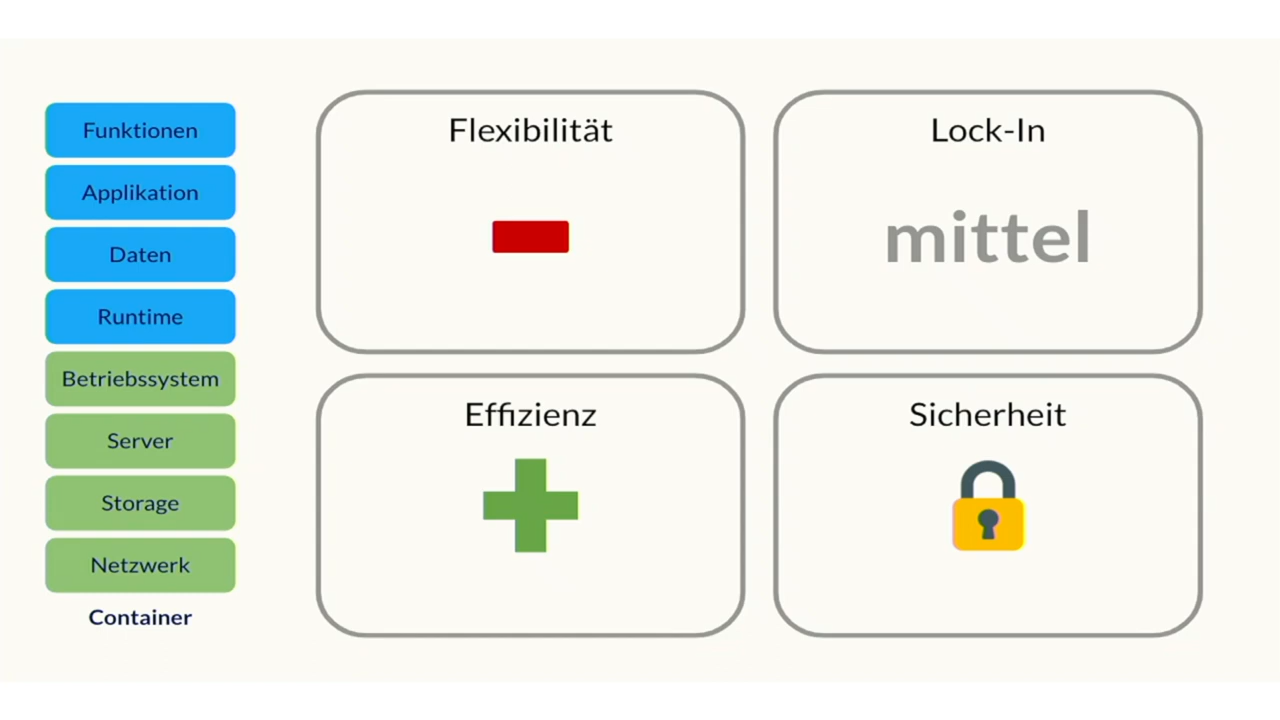 Funktionen
Applikation
Daten
Runtime
Betriebssystem
Server
Storage
Netzwerk
Container
Flexibilität
Lock-In
mittel
Effizienz
Sicherheit